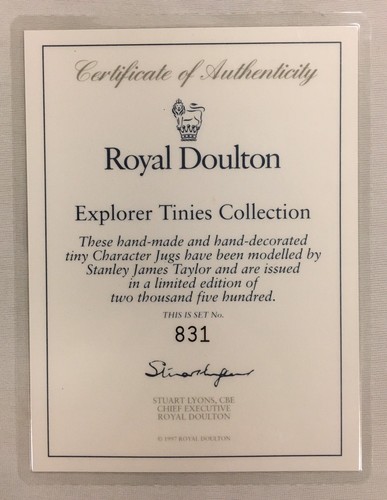 Certificate of Authenticity
Royal Doulton
Explorer Tinies Collection
These hand-made and hand-decorated
tiny Character Jugs have been modelled by
Stanley James Taylor and are issued
in a limited edition of
two thousand five hundred.
THIS IS SET No.
831
Stuart Lyons
STUART LYONS, CBE
CHIEF EXECUTIVE
ROYAL DOULTON
© 1997 ROYAL DOULTON